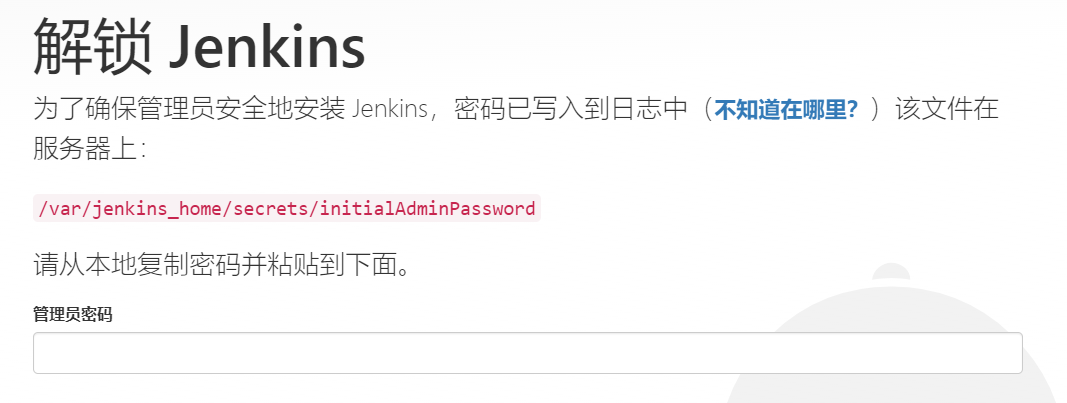 解锁 Jenkins
为了确保管理员安全地安装 Jenkins，密码已写入到日志中（不知道在哪里？）该文件在
服务器上：
/var/jenkins_home/secrets/initialAdminPassword
请从本地复制密码并粘贴到下面。
管理员密码